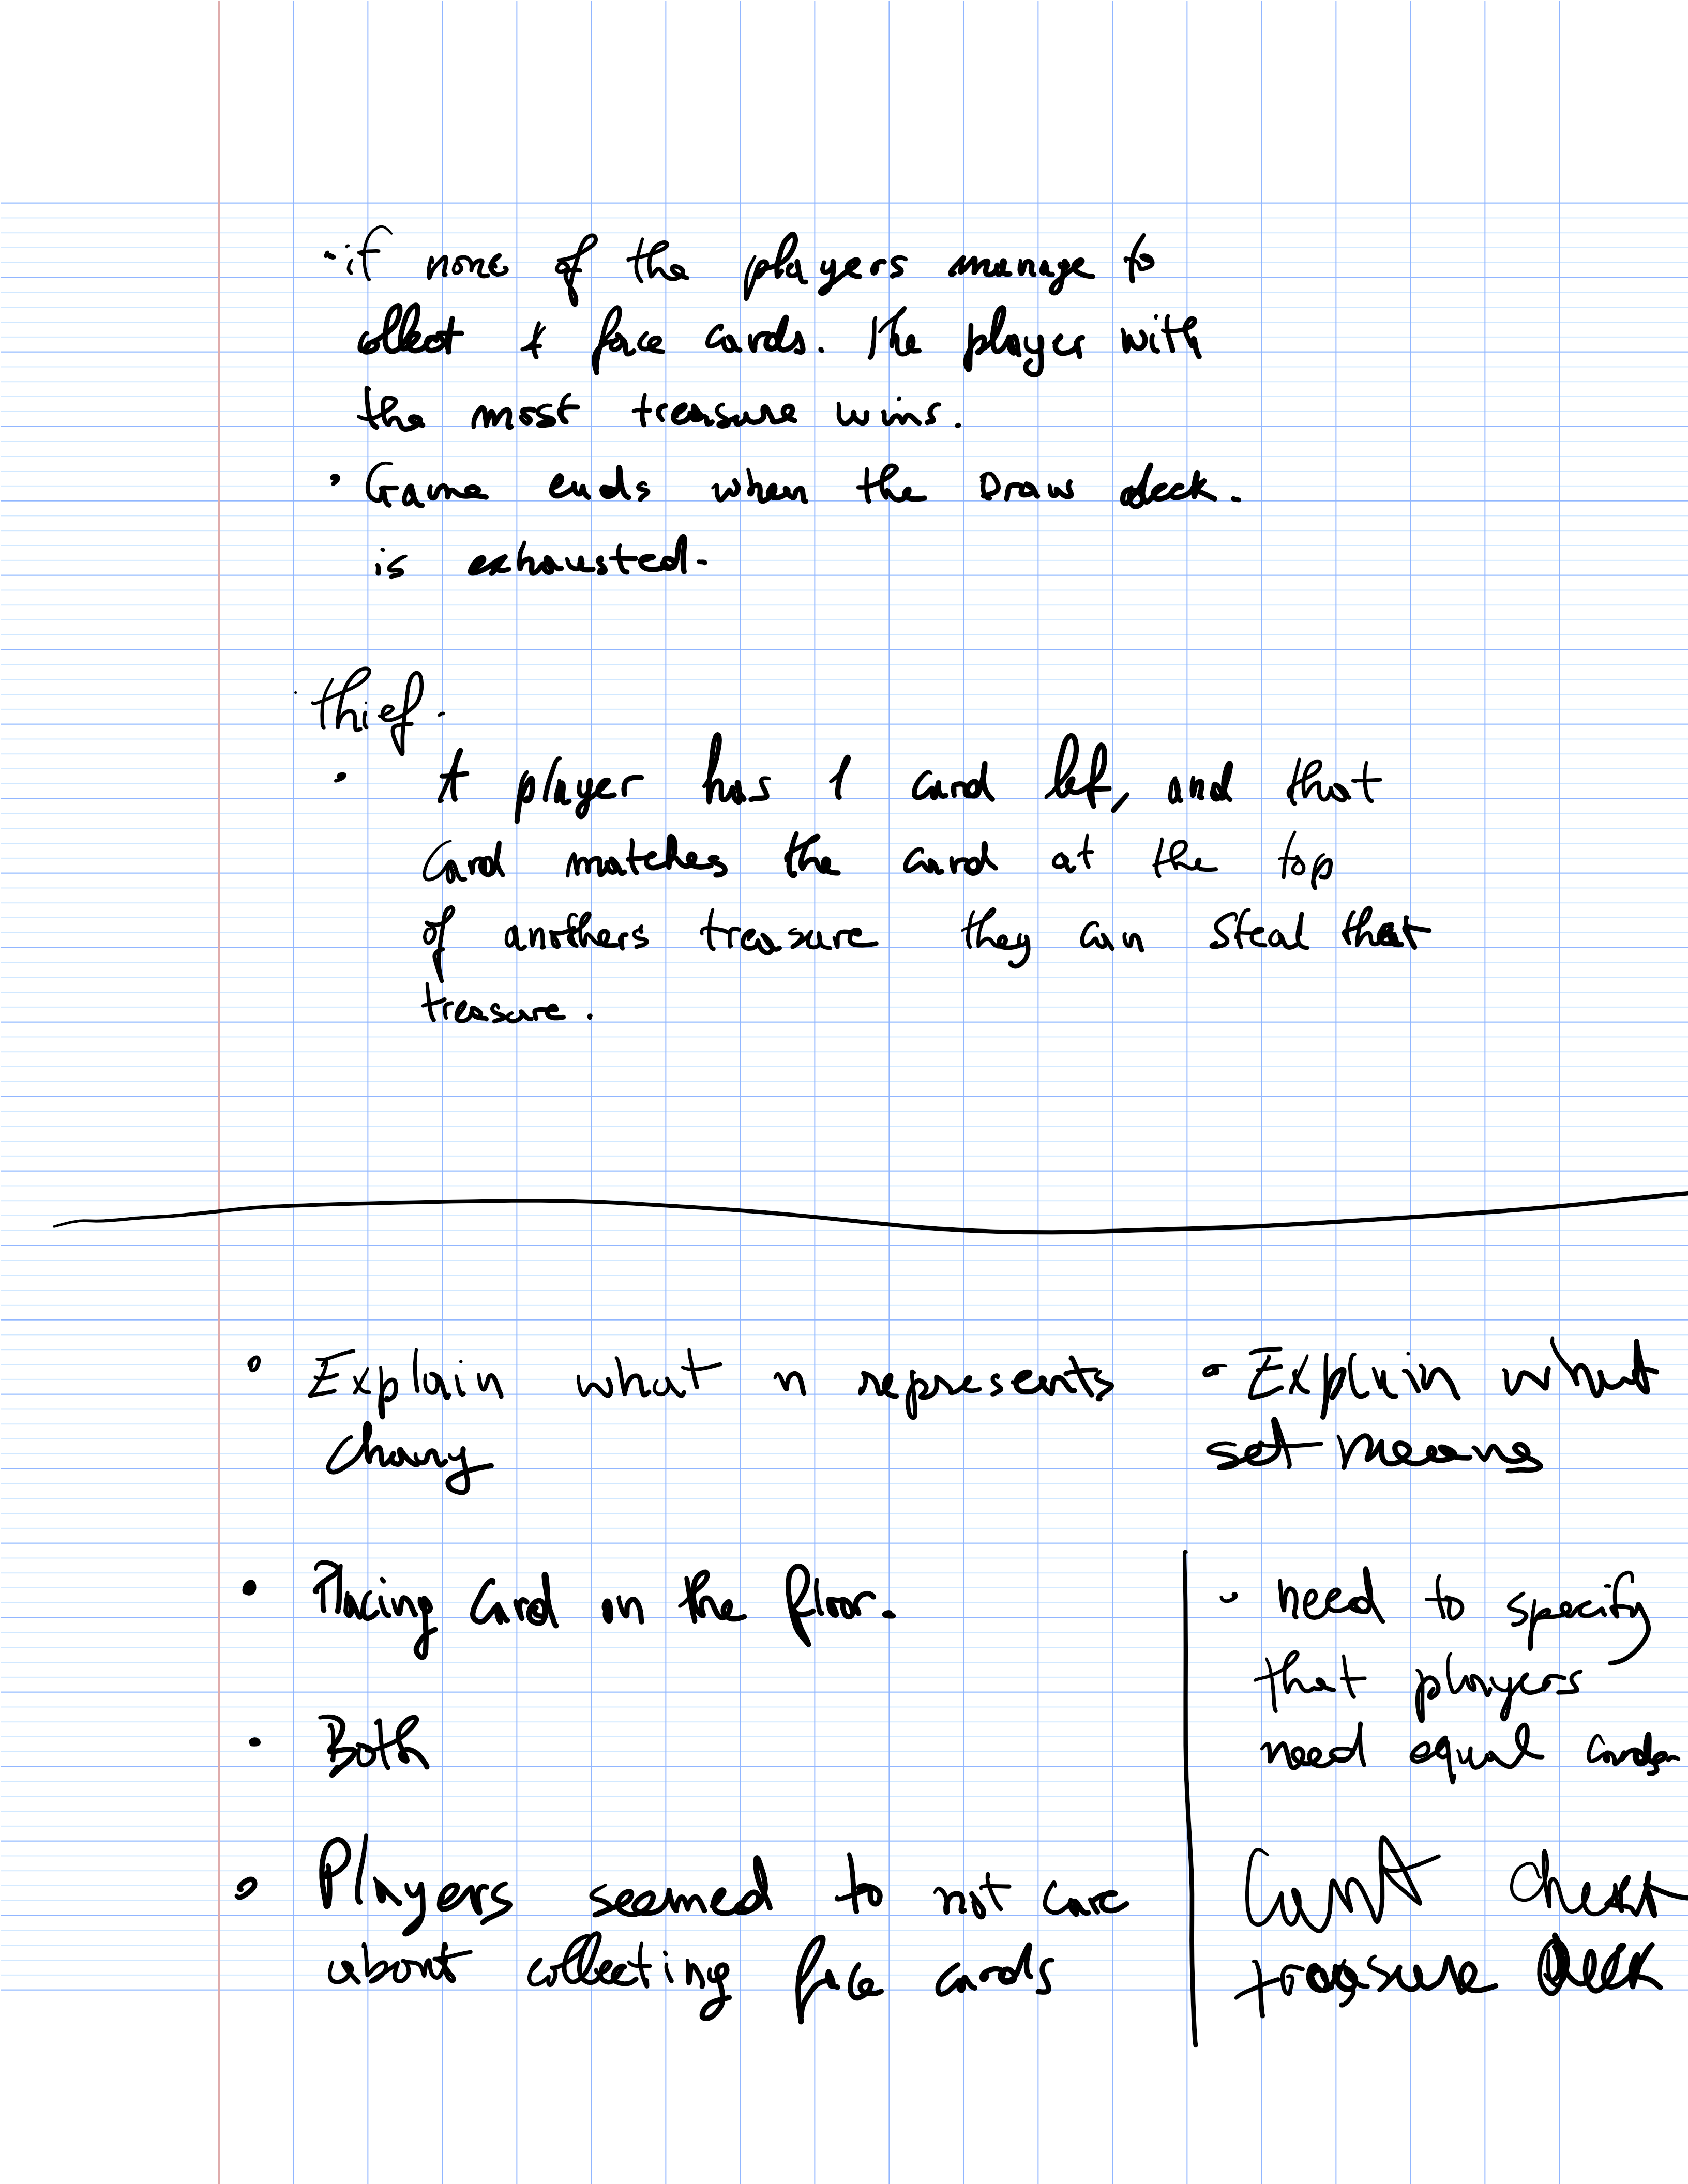 • if none of the players manage to
collect 4 face cards. The player with
the most treasure wins.
• Game ends when the Draw deck.
is exhausted.
• thief.
• A player has 1 card lef, and that
Card matches the card at the top
of anothers treasure they can steal that
treasure.
• Explain what n represents
• Explain what
set means
• Placing Card on the floor.
• need to specify
that players
need equal cards
• Both
• Players seemed to not care
about collecting face cards
treasure Deck